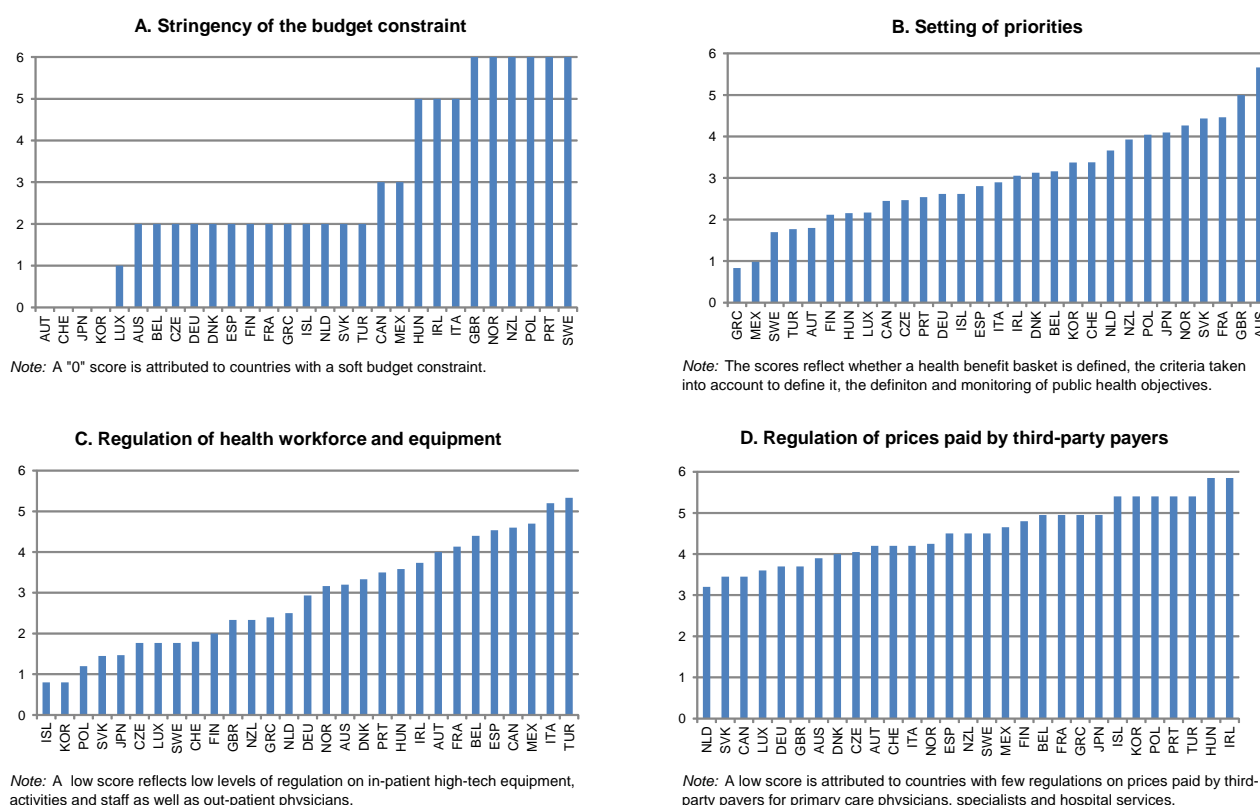 A. Stringency of the budget constraint
6
5
4
3
2
1
0
AUT CHE JPN KOR LUX AUS BEL CZE DEU DNK ESP FIN FRA GRC ISL NLD SVK TUR CAN MEX HUN IRL ITA GBR NOR NZL POL PRT SWE
Note: A "0" score is attributed to countries with a soft budget constraint.
B. Setting of priorities
6
5
4
3
2
1
0
GRC MEX SWE TUR AUT FIN HUN LUX CAN CZE PRT DEU ISL ESP ITA IRL DNK BEL KOR CHE NLD NZL POL JPN NOR SVK FRA GBR AUS
Note: The scores reflect whether a health benefit basket is defined, the criteria taken
into account to define it, the definiton and monitoring of public health objectives.
C. Regulation of health workforce and equipment
6
5
4
3
2
1
0
ISL KOR POL SVK JPN CZE LUX SWE CHE FIN GBR NZL GRC NLD DEU NOR AUS DNK PRT HUN IRL AUT FRA BEL ESP CAN MEX ITA TUR
Note: A low score reflects low levels of regulation on in-patient high-tech equipment,
activities and staff as well as out-patient physicians.
D. Regulation of prices paid by third-party payers
6
5
4
3
2
1
0
NLD SVK CAN LUX DEU GBR AUS DNK CZE AUT CHE ITA NOR ESP NZL SWE MEX FIN BEL FRA GRC JPN ISL KOR POL PRT TUR HUN IRL
Note: A low score is attributed to countries with few regulations on prices paid by third-
party payers for primary care physicians, specialists and hospital services.